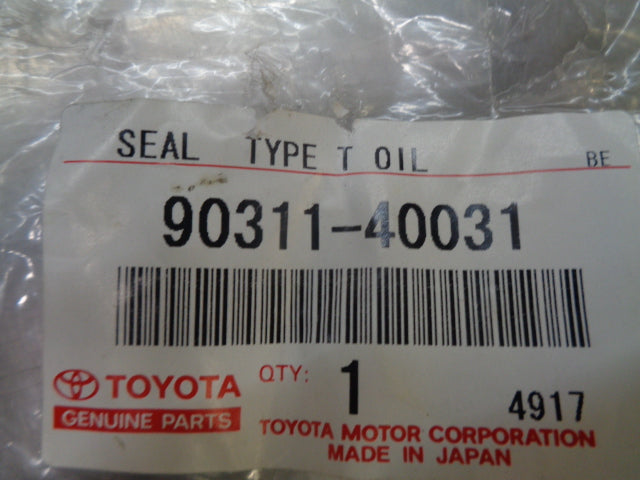 SEAL TYPE T OIL BE
90311-40031
TOYOTA QTY: 1 4917
GENUINE PARTS
TOYOTA MOTOR CORPORATION
MADE IN JAPAN